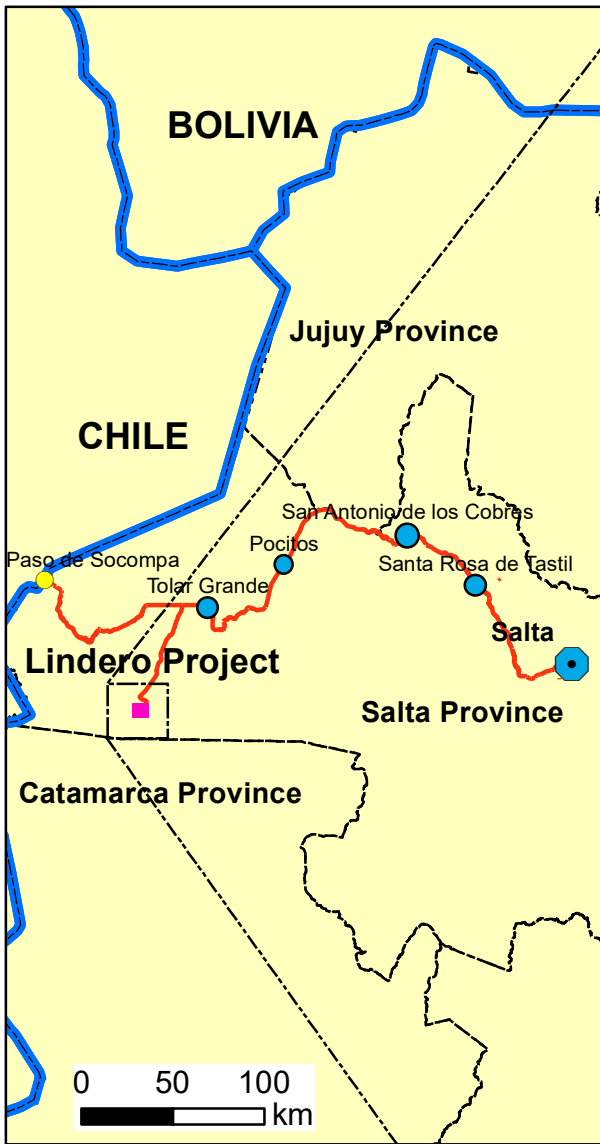 BOLIVIA
Jujuy Province
CHILE
San Antonio de los Cobres
Pocitos
Paso de Socompa
Santa Rosa de Tastil
Tolar Grande
Salta
Lindero Project
Salta Province
Catamarca Province
0 50 100
km